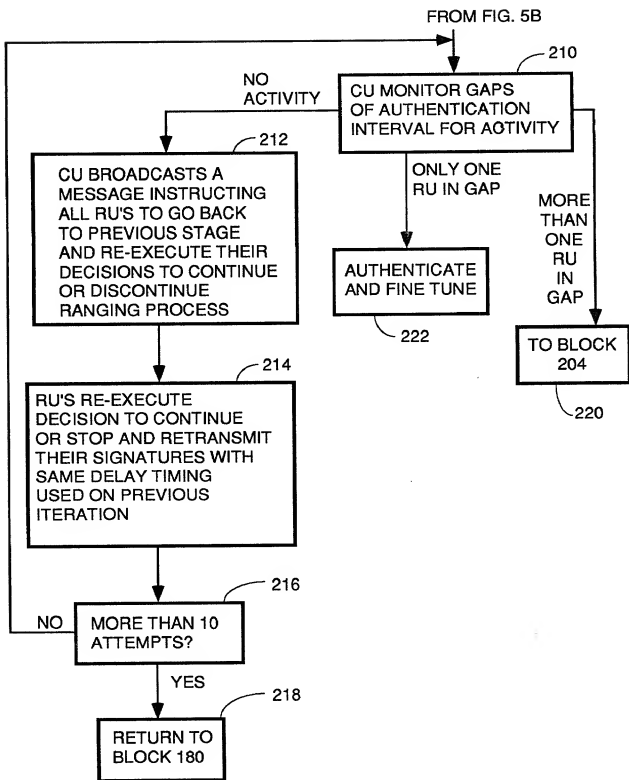 FROM FIG. 5B
210
CU MONITOR GAPS
OF AUTHENTICATION
INTERVAL FOR ACTIVITY
NO
ACTIVITY
212
CU BROADCASTS A
MESSAGE INSTRUCTING
ALL RU'S TO GO BACK
TO PREVIOUS STAGE
AND RE-EXECUTE THEIR
DECISIONS TO CONTINUE
OR DISCONTINUE
RANGING PROCESS
ONLY ONE
RU IN GAP
AUTHENTICATE
AND FINE TUNE
222
MORE
THAN
ONE
RU
IN
GAP
TO BLOCK
204
220
214
RU'S RE-EXECUTE
DECISION TO CONTINUE
OR STOP AND RETRANSMIT
THEIR SIGNATURES WITH
SAME DELAY TIMING
USED ON PREVIOUS
ITERATION
216
NO
MORE THAN 10
ATTEMPTS?
YES
218
RETURN TO
BLOCK 180